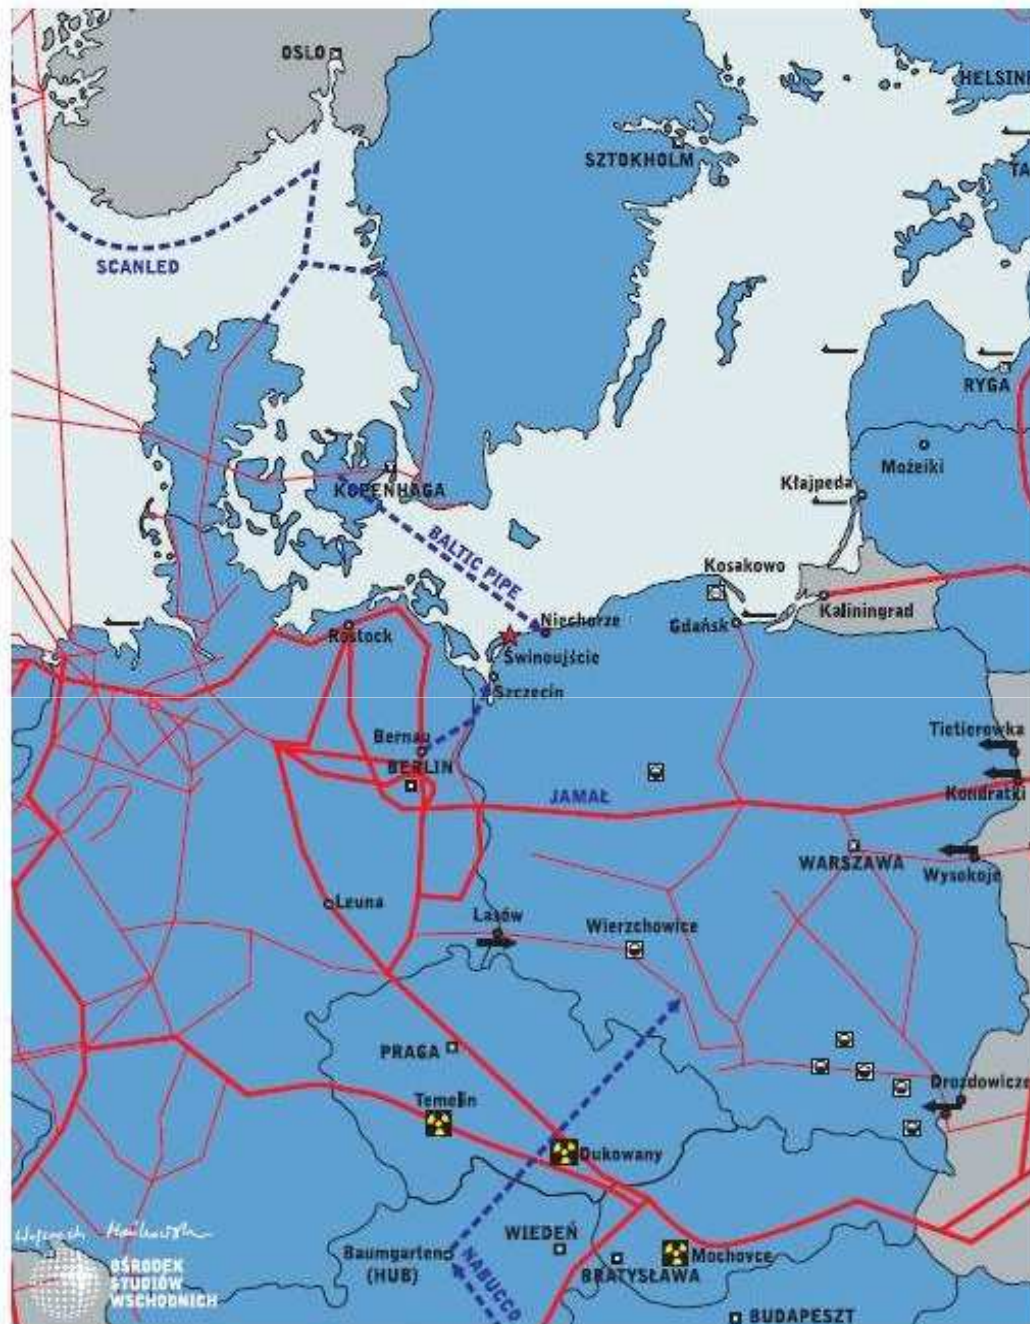 OSLO
HELSIN
SZTOKHOLM
TA
SCANLED
RYGA
Możeiki
KOPENHAGA
Kłajpeda
BALTIC PIPE
Kosakowo
Niechorze
Kaliningrad
Rostock
Gdańsk
Świnoujście
Szczecin
Tietierowka
Bernau
BERLIN
JAMAŁ
Kondratki
WARSZAWA
Wysokoje
Leuna
Lasów
Wierzchowice
PRAGA
Drozdowicze
Temelin
Dukowany
WIEDEŃ
Baumgarten
(HUB)
NABUCCO
Mochovce
BRATYSŁAWA
OŚRODEK
STUDIÓW
WSCHODNICH
BUDAPESZT